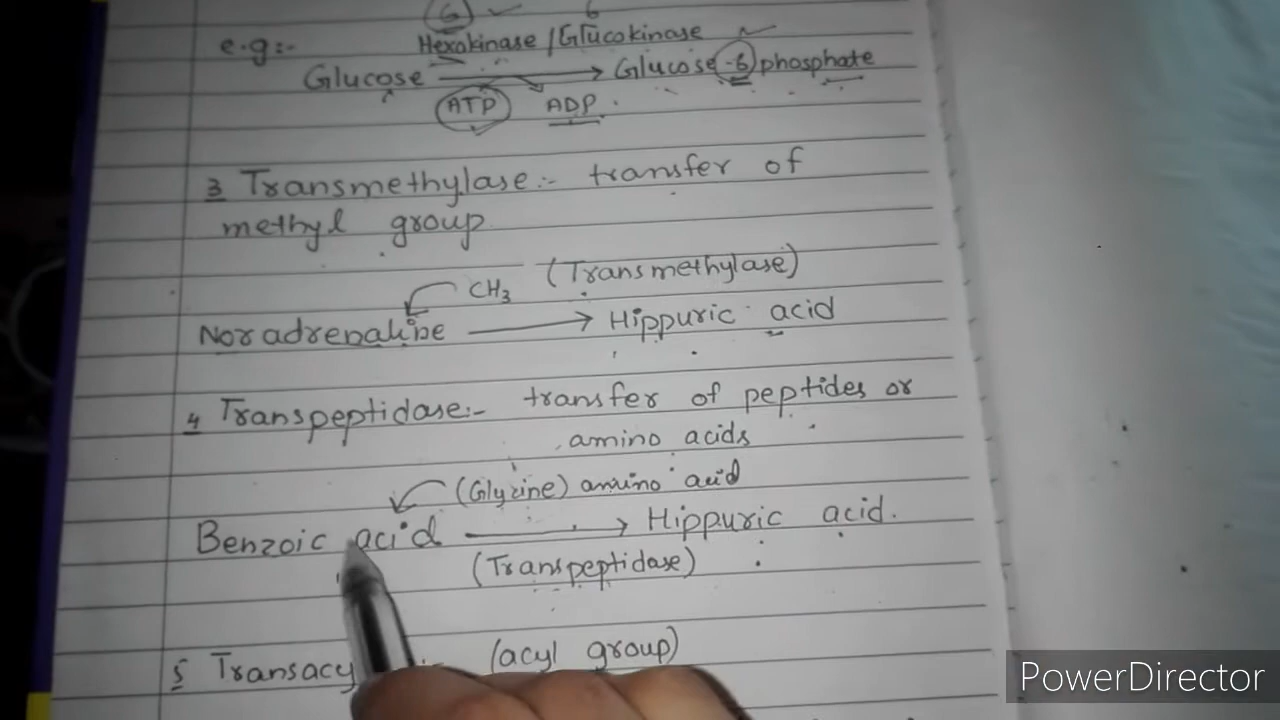 G 6
e.g:- Hexokinase/Glucokinase
Glucose → Glucose-6 phosphate
ATP ADP.
3 Transmethylase:- transfer of
methyl group
CH3 (Transmethylase)
Noradrenaline → Hippuric acid
4 Transpeptidase:- transfer of peptides or
amino acids
(Glycine) amino acid
Benzoic acid → Hippuric acid.
(Transpeptidase)
5 Transacy (acyl group)
PowerDirector